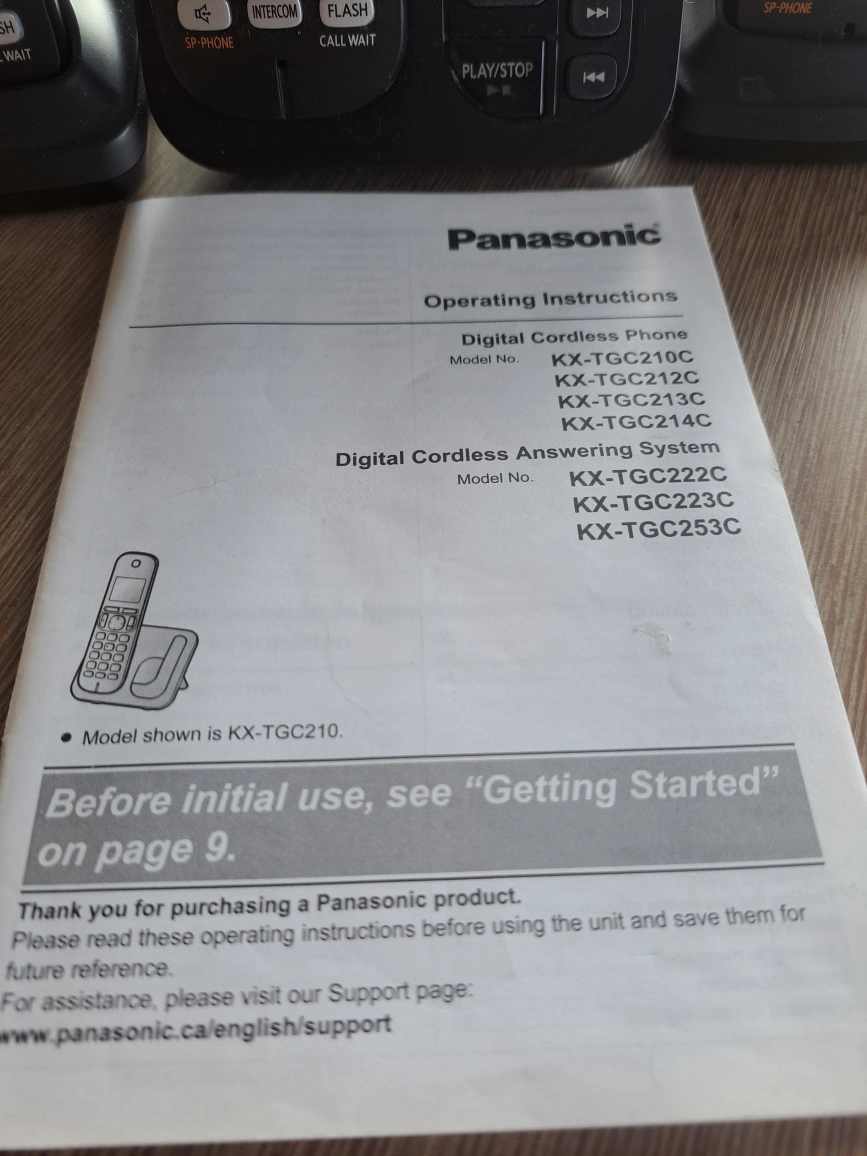 SH
WAIT
SP-PHONE
INTERCOM
FLASH
CALL WAIT
PLAY/STOP
SP-PHONE
Panasonic
Operating Instructions
Digital Cordless Phone
Model No. KX-TGC210C
KX-TGC212C
KX-TGC213C
KX-TGC214C
Digital Cordless Answering System
Model No. KX-TGC222C
KX-TGC223C
KX-TGC253C
● Model shown is KX-TGC210.
Before initial use, see “Getting Started”
on page 9.
Thank you for purchasing a Panasonic product.
Please read these operating instructions before using the unit and save them for
future reference.
For assistance, please visit our Support page:
www.panasonic.ca/english/support